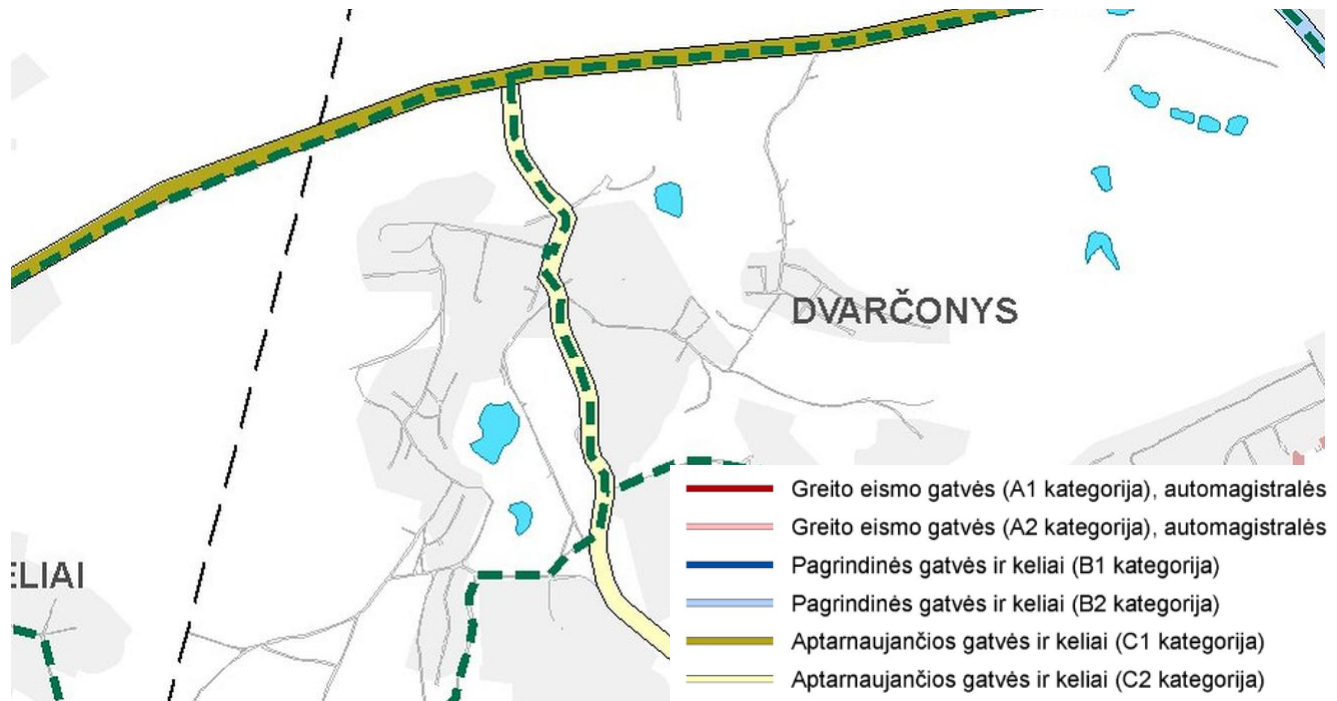 DVARČONYS
ELIAI
Greito eismo gatvės (A1 kategorija), automagistralės
Greito eismo gatvės (A2 kategorija), automagistralės
Pagrindinės gatvės ir keliai (B1 kategorija)
Pagrindinės gatvės ir keliai (B2 kategorija)
Aptarnaujančios gatvės ir keliai (C1 kategorija)
Aptarnaujančios gatvės ir keliai (C2 kategorija)